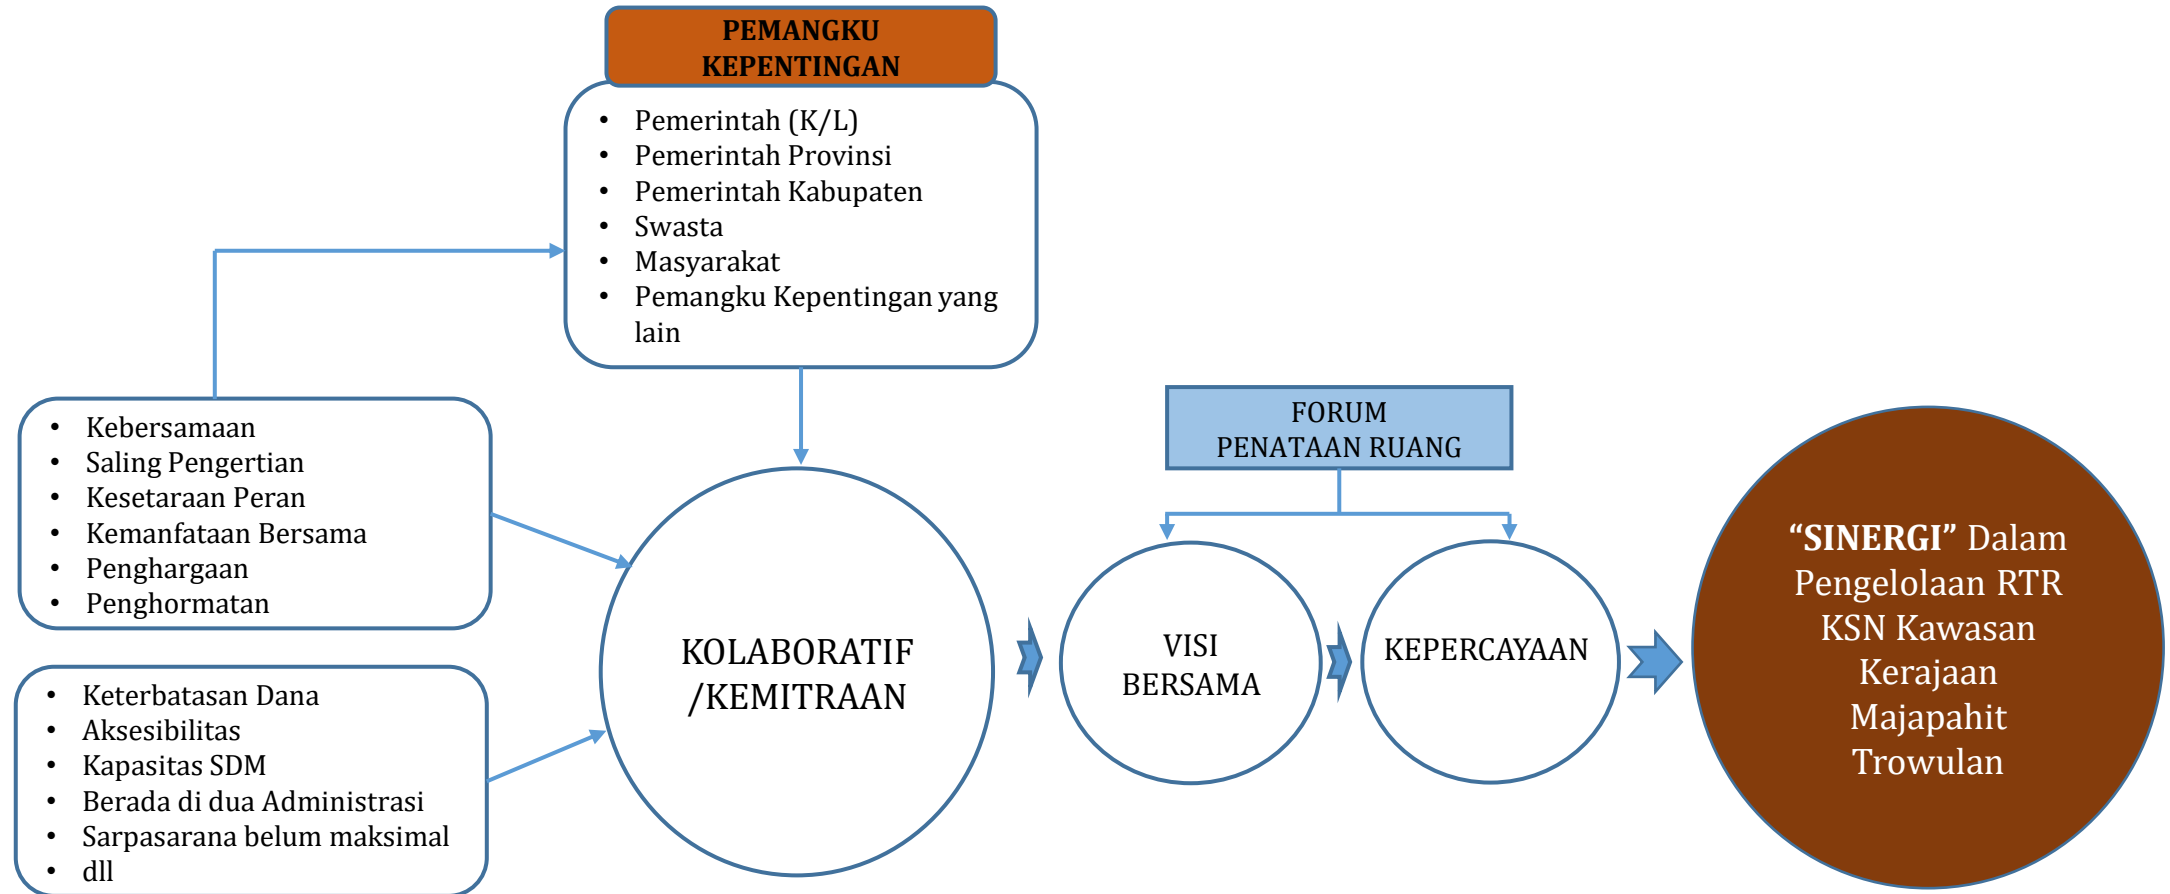 PEMANGKU
KEPENTINGAN
• Pemerintah (K/L)
• Pemerintah Provinsi
• Pemerintah Kabupaten
• Swasta
• Masyarakat
• Pemangku Kepentingan yang
lain
• Kebersamaan
• Saling Pengertian
• Kesetaraan Peran
• Kemanfataan Bersama
• Penghargaan
• Penghormatan
• Keterbatasan Dana
• Aksesibilitas
• Kapasitas SDM
• Berada di dua Administrasi
• Sarpasarana belum maksimal
• dll
KOLABORATIF
/KEMITRAAN
FORUM
PENATAAN RUANG
VISI
BERSAMA
KEPERCAYAAN
“SINERGI” Dalam
Pengelolaan RTR
KSN Kawasan
Kerajaan
Majapahit
Trowulan